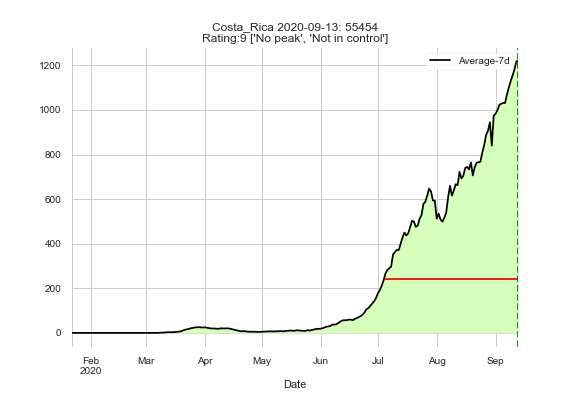 Costa_Rica 2020-09-13: 55454
Rating:9 ['No peak', 'Not in control']
Average-7d
1200
1000
800
600
400
200
0
Feb Mar Apr May Jun Jul Aug Sep
2020
Date